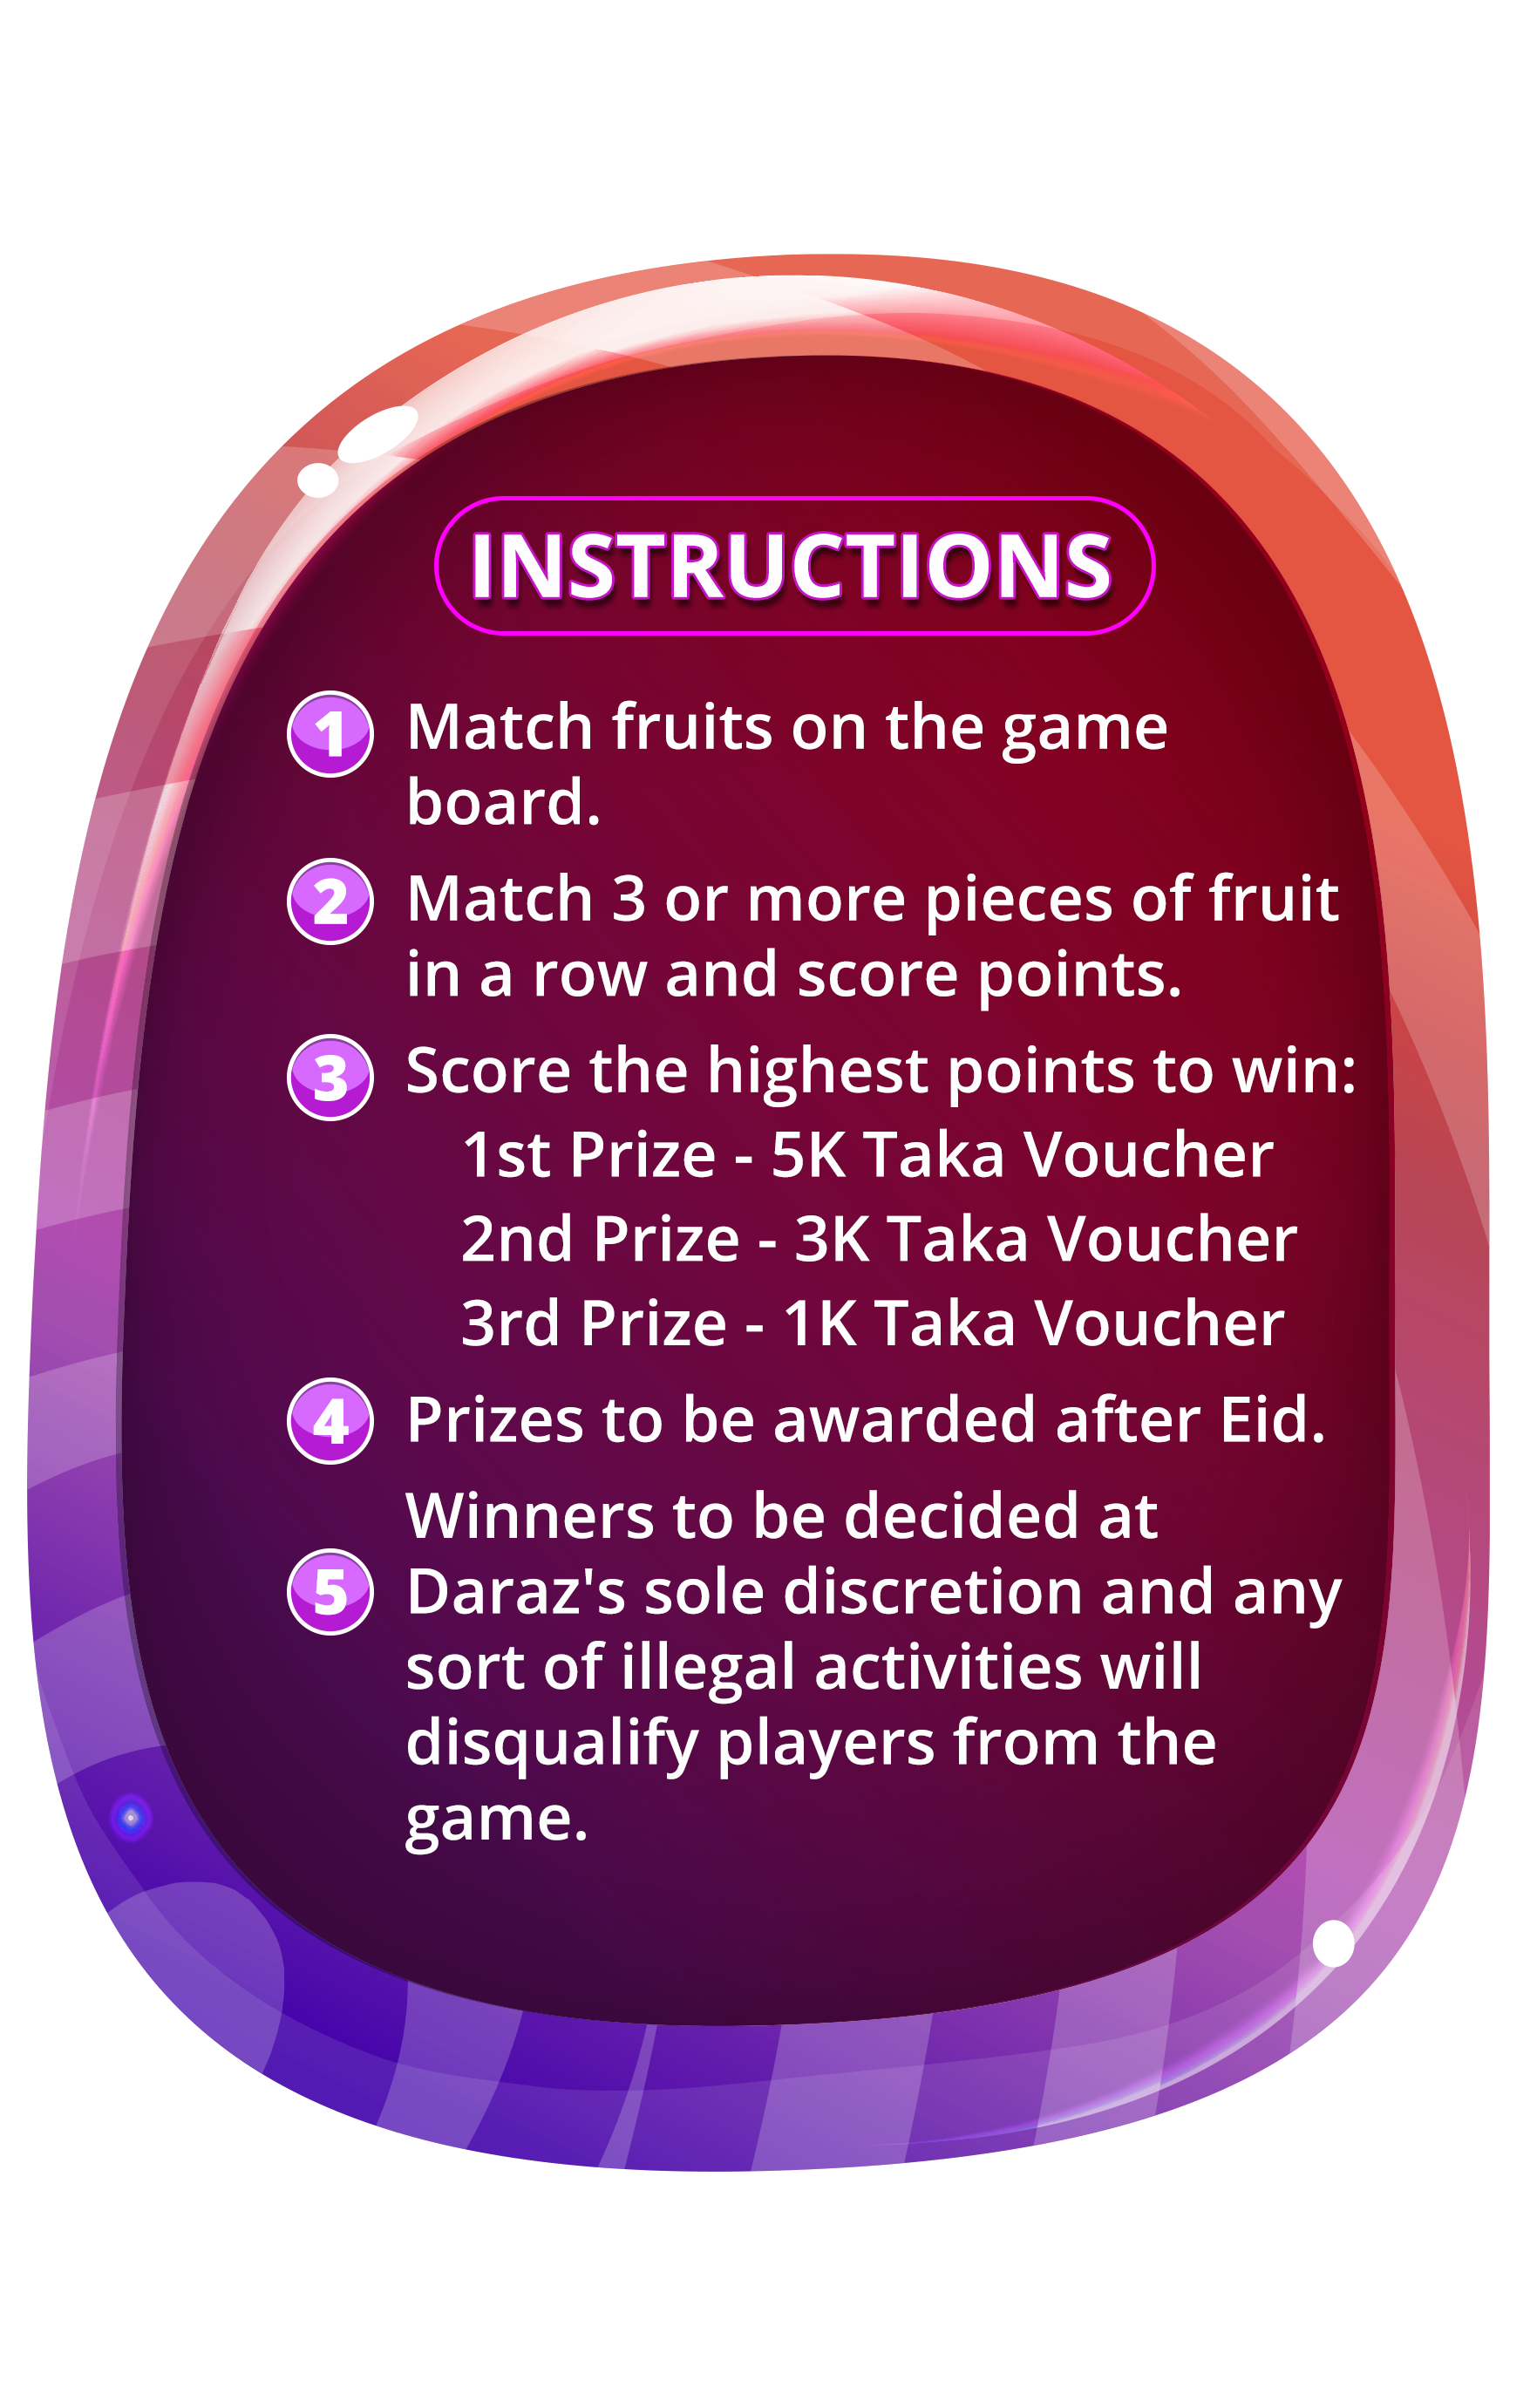 INSTRUCTIONS
1 Match fruits on the game
board.
2 Match 3 or more pieces of fruit
in a row and score points.
3 Score the highest points to win:
1st Prize - 5K Taka Voucher
2nd Prize - 3K Taka Voucher
3rd Prize - 1K Taka Voucher
4 Prizes to be awarded after Eid.
Winners to be decided at
5 Daraz's sole discretion and any
sort of illegal activities will
disqualify players from the
game.